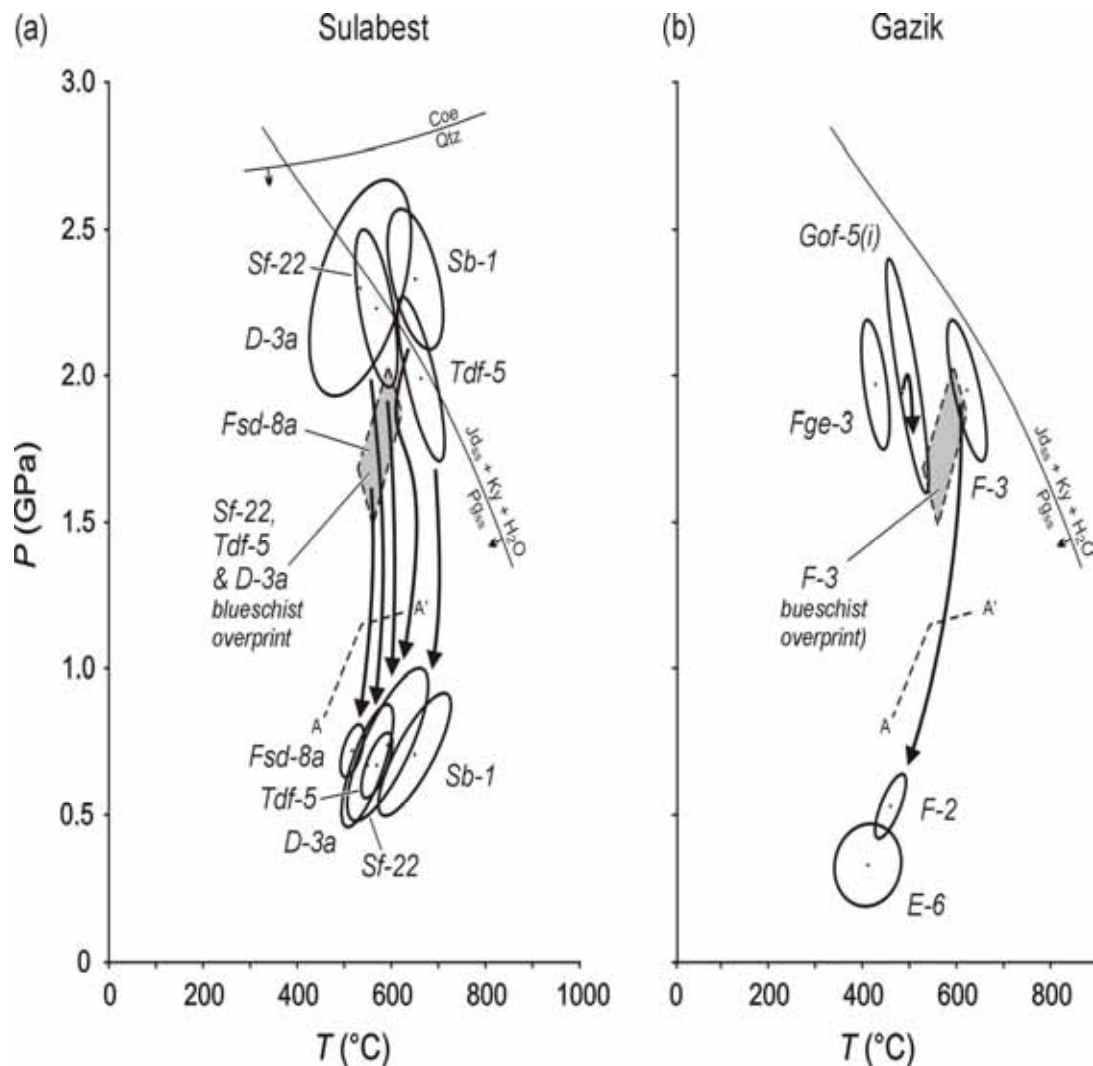 (a) Sulabest
(b) Gazik
3.0
2.5
2.0
1.5
1.0
0.5
0
P (GPa)
Coe
Qtz
Sf-22
Sb-1
D-3a
Tdf-5
Fsd-8a
Jdss + Ky + H2O
Pgss
Sf-22,
Tdf-5
& D-3a
blueschist
overprint
A'
A
Fsd-8a
Tdf-5
Sb-1
D-3a
Sf-22
0 200 400 600 800 1000
T (°C)
Gof-5(i)
Fge-3
F-3
Jdss + Ky + H2O
Pgss
F-3
bueschist
overprint)
A'
A
F-2
E-6
0 200 400 600 800
T (°C)